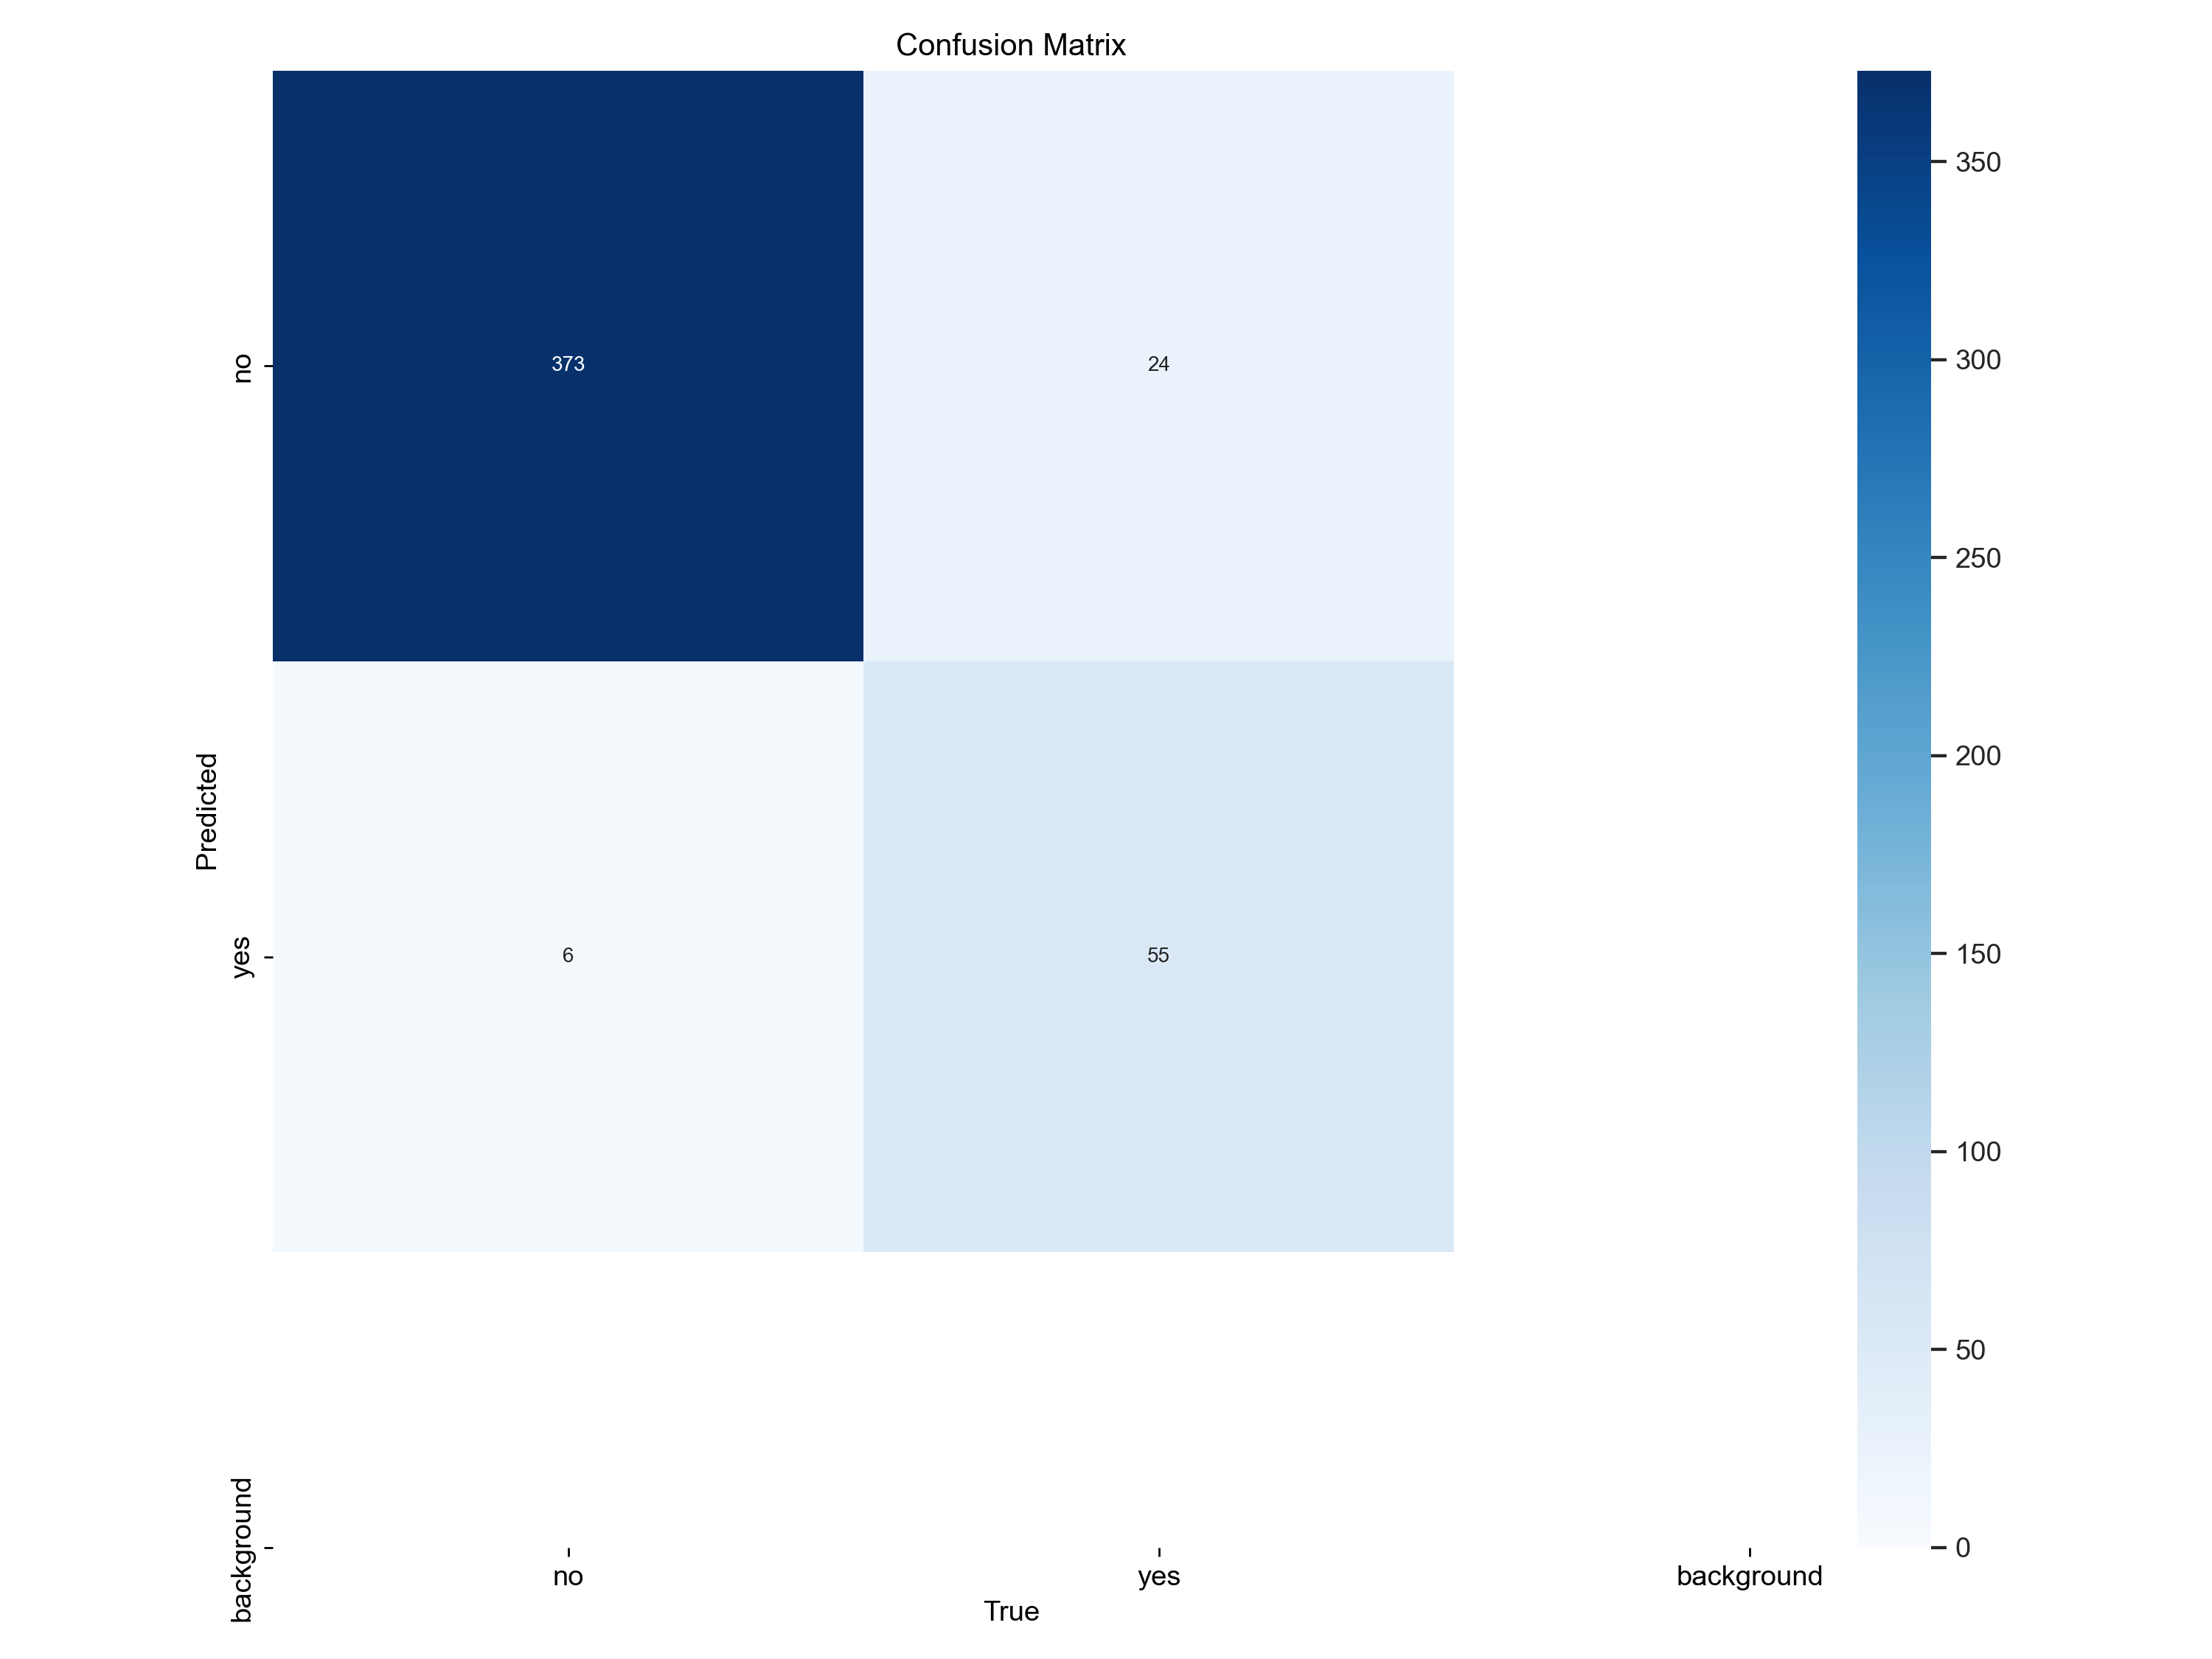 Confusion Matrix
no
373
24
350
300
250
200
Predicted
yes
6
55
150
100
50
0
background
no
yes
background
True